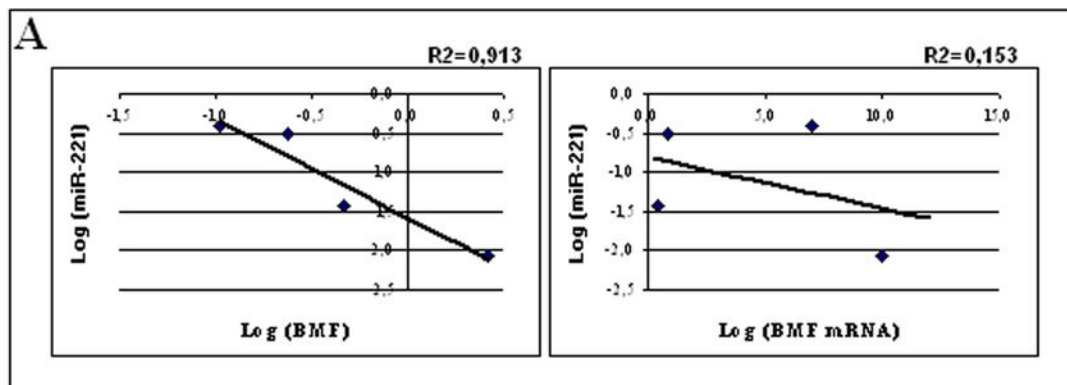 A
R2=0,913
-1,5 -1,0 -0,5 0,0 0,5
0,0
-0,5
-1,0
-1,5
-2,0
-2,5
Log (miR-221)
Log (BMF)
R2=0,153
0,0
-0,5
-1,0
-1,5
-2,0
-2,5
0,0 5,0 10,0 15,0
Log (miR-221)
Log (BMF mRNA)